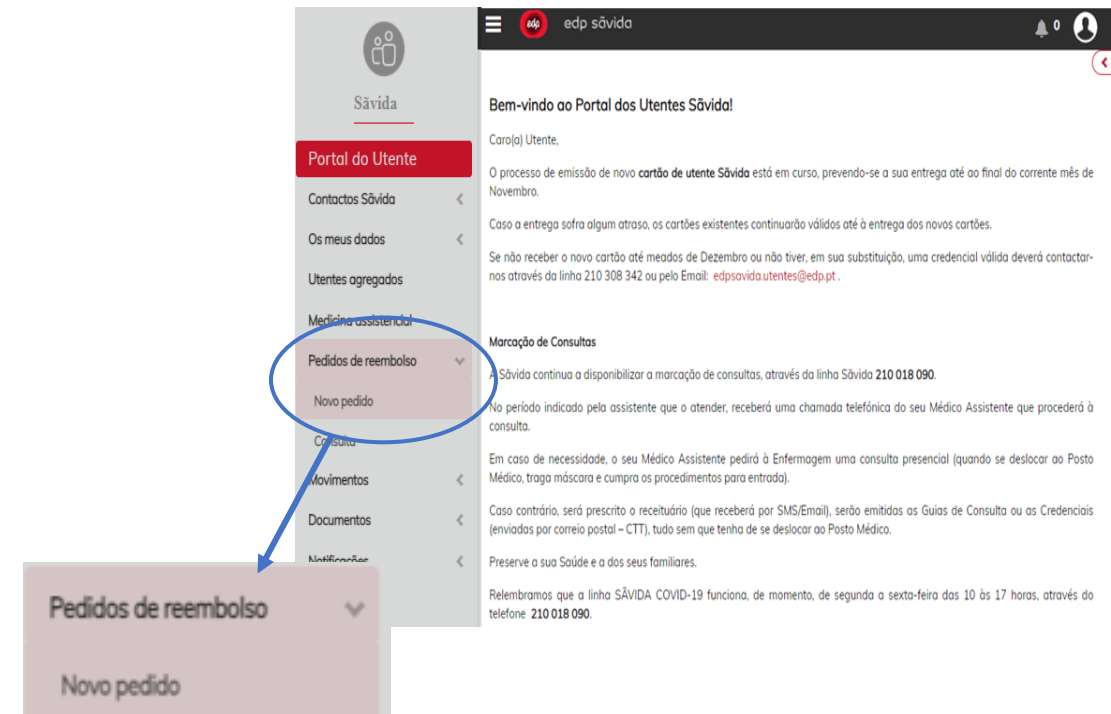 edp
edp sãvida
0
Sãvida
Portal do Utente
Contactos Sãvida
Os meus dados
Utentes agregados
Medicina assistencial
Pedidos de reembolso
Novo pedido
Consulta
Movimentos
Documentos
Notificações
Bem-vindo ao Portal dos Utentes Sãvida!
Caro(a) Utente,
O processo de emissão de novo cartão de utente Sãvida está em curso, prevendo-se a sua entrega até ao final do corrente mês de
Novembro.
Caso a entrega sofra algum atraso, os cartões existentes continuarão válidos até à entrega dos novos cartões.
Se não receber o novo cartão até meados de Dezembro ou não tiver, em sua substituição, uma credencial válida deverá contactar-
nos através da linha 210 308 342 ou pelo Email: edpsavida.utentes@edp.pt .
Marcação de Consultas
A Sãvida continua a disponibilizar a marcação de consultas, através da linha Sãvida 210 018 090.
No período indicado pela assistente que o atender, receberá uma chamada telefónica do seu Médico Assistente que procederá à
consulta.
Em caso de necessidade, o seu Médico Assistente pedirá à Enfermagem uma consulta presencial (quando se deslocar ao Posto
Médico, traga máscara e cumpra os procedimentos para entrada).
Caso contrário, será prescrito o receituário (que receberá por SMS/Email), serão emitidas as Guias de Consulta ou as Credenciais
(enviadas por correio postal – CTT), tudo sem que tenha de se deslocar ao Posto Médico.
Preserve a sua Saúde e a dos seus familiares.
Relembramos que a linha SÃVIDA COVID-19 funciona, de momento, de segunda a sexta-feira das 10 às 17 horas, através do
telefone 210 018 090.
Pedidos de reembolso
Novo pedido